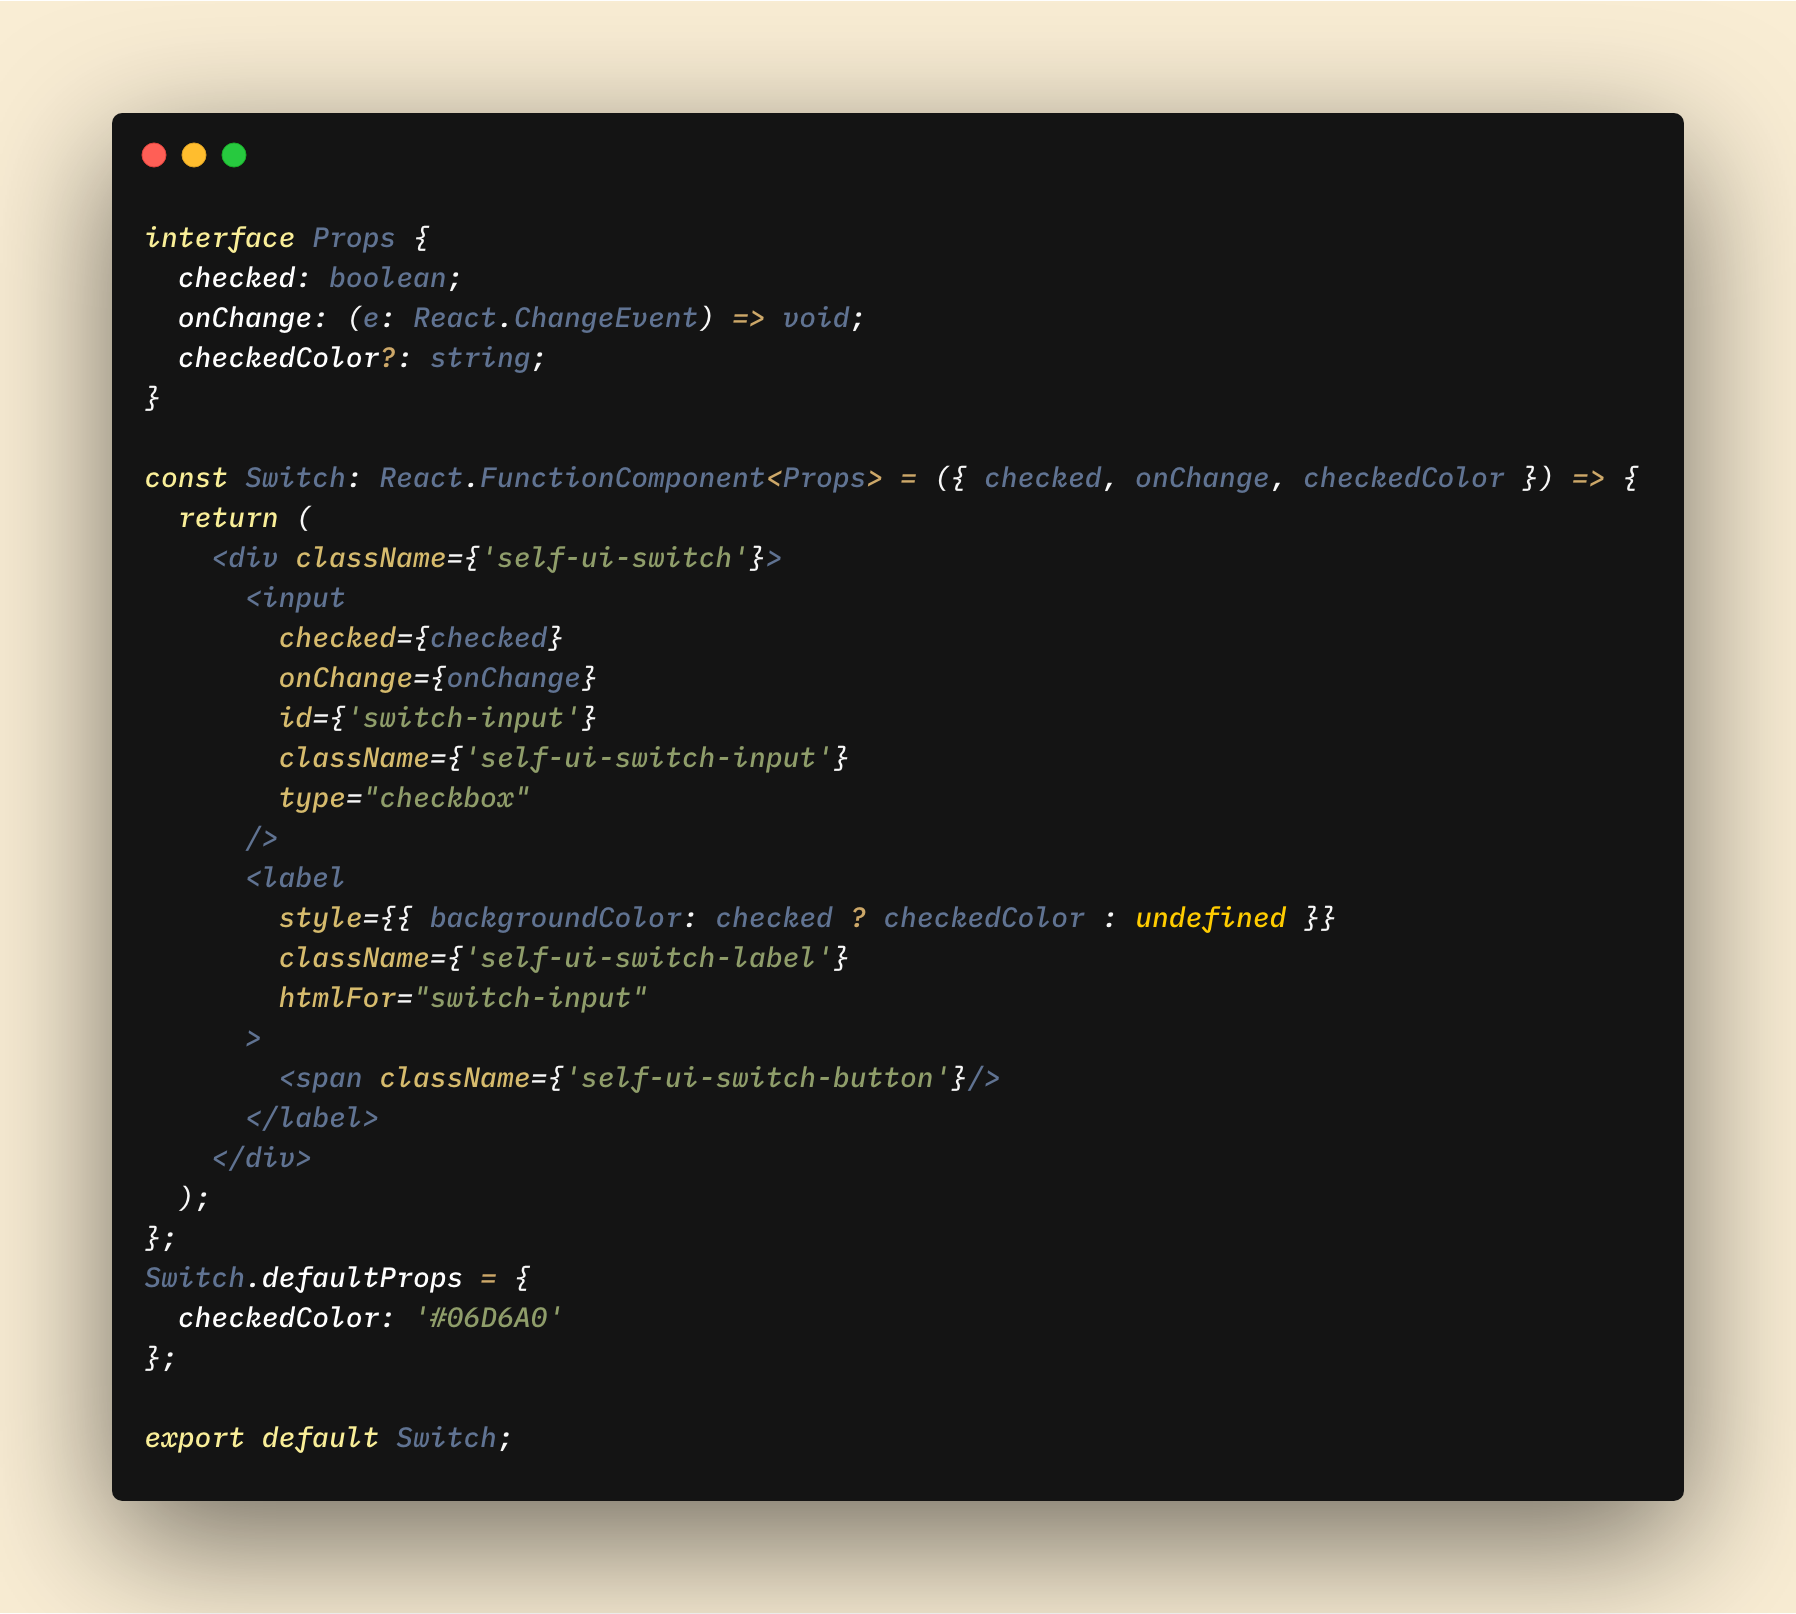 interface Props {
  checked: boolean;
  onChange: (e: React.ChangeEvent) => void;
  checkedColor?: string;
}

const Switch: React.FunctionComponent<Props> = ({ checked, onChange, checkedColor }) => {
  return (
    <div className={'self-ui-switch'}>
      <input
        checked={checked}
        onChange={onChange}
        id={'switch-input'}
        className={'self-ui-switch-input'}
        type="checkbox"
      />
      <label
        style={{ backgroundColor: checked ? checkedColor : undefined }}
        className={'self-ui-switch-label'}
        htmlFor="switch-input"
      >
        <span className={'self-ui-switch-button'}/>
      </label>
    </div>
  );
};
Switch.defaultProps = {
  checkedColor: '#06D6A0'
};

export default Switch;